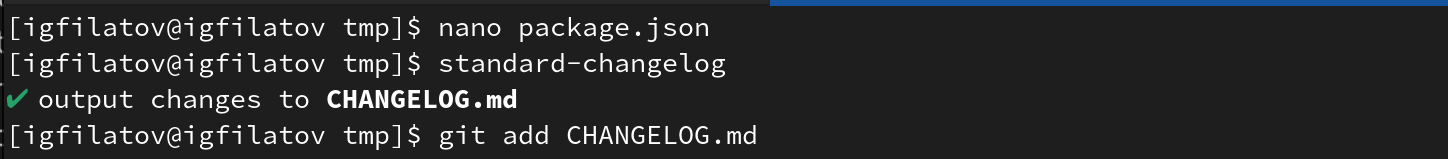 [igfilatov@igfilatov tmp]$ nano package.json
[igfilatov@igfilatov tmp]$ standard-changelog
✔ output changes to CHANGELOG.md
[igfilatov@igfilatov tmp]$ git add CHANGELOG.md